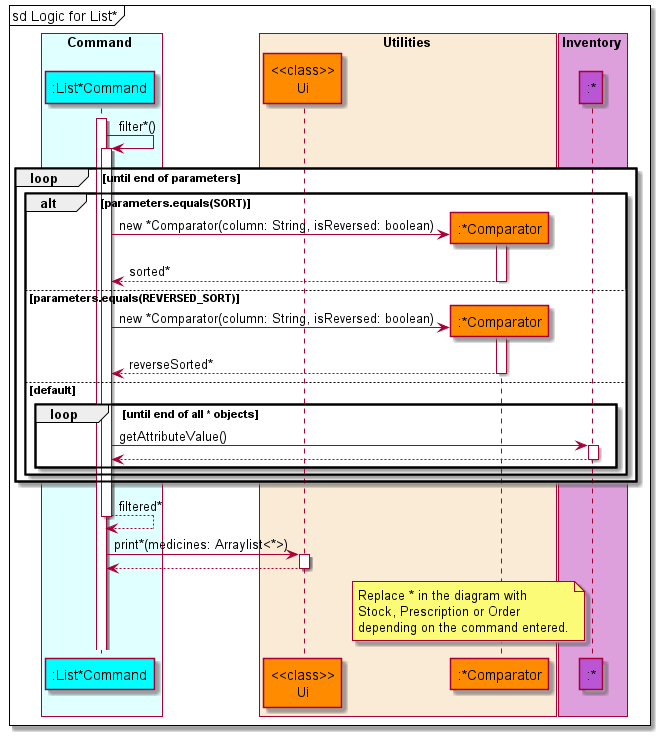 sd Logic for List*
Command
Utilities
Inventory
:List*Command
<<class>>
Ui
:*
filter*()
loop
[until end of parameters]
alt
[parameters.equals(SORT)]
new *Comparator(column: String, isReversed: boolean)
:*Comparator
sorted*
[parameters.equals(REVERSED_SORT)]
new *Comparator(column: String, isReversed: boolean)
:*Comparator
reverseSorted*
[default]
loop
[until end of all * objects]
getAttributeValue()
filtered*
print*(medicines: Arraylist<*>)
Replace * in the diagram with
Stock, Prescription or Order
depending on the command entered.
:List*Command
<<class>>
Ui
:*Comparator
:*